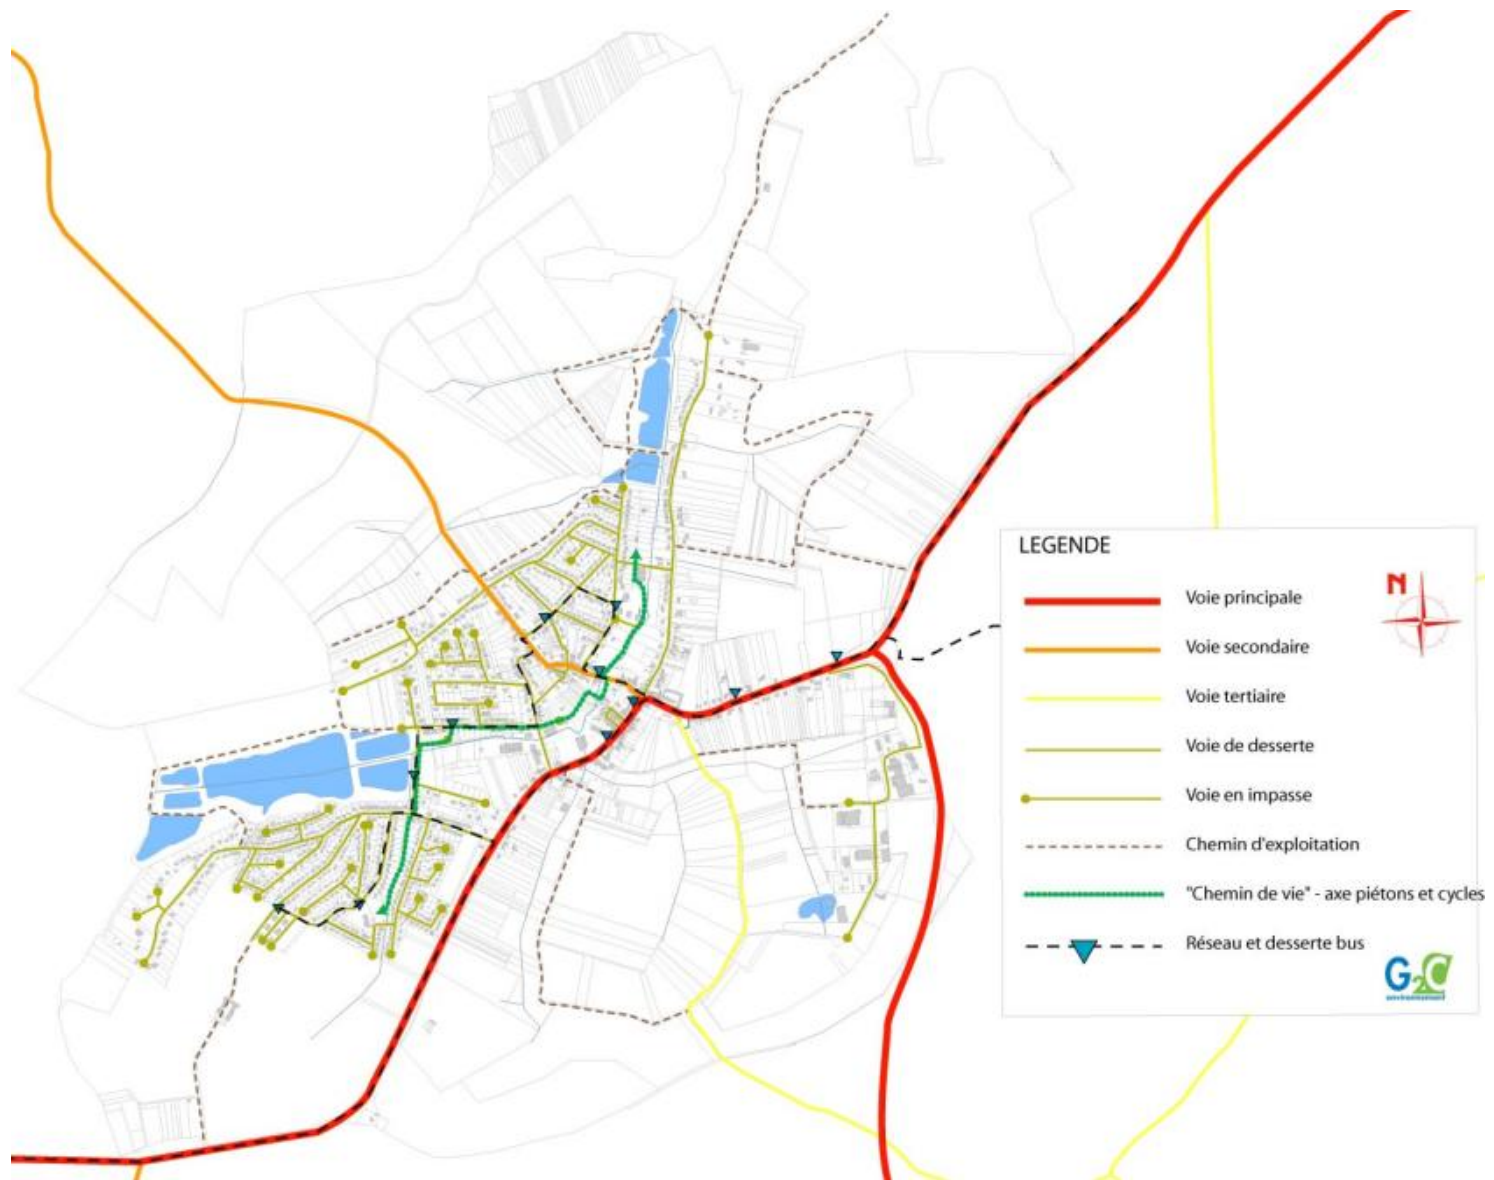 LEGENDE
N
Voie principale
Voie secondaire
Voie tertiaire
Voie de desserte
Voie en impasse
Chemin d'exploitation
"Chemin de vie" - axe piétons et cycles
Réseau et desserte bus
G2C
environnement